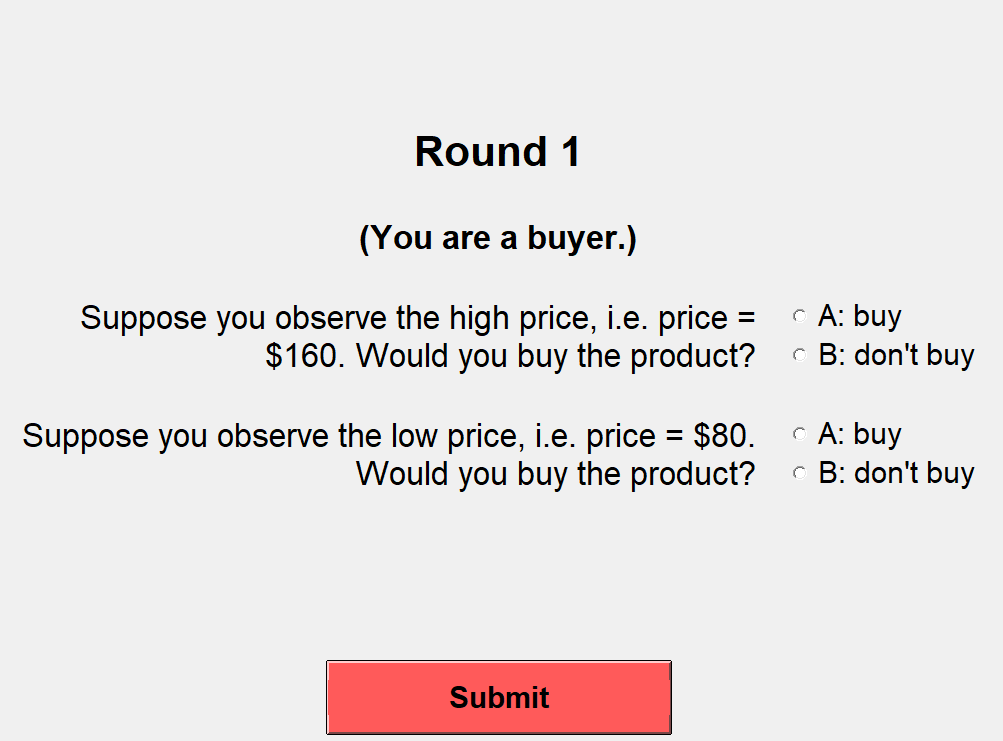 Round 1
(You are a buyer.)
Suppose you observe the high price, i.e. price =
$160. Would you buy the product?
A: buy
B: don't buy
Suppose you observe the low price, i.e. price = $80.
Would you buy the product?
A: buy
B: don't buy
Submit